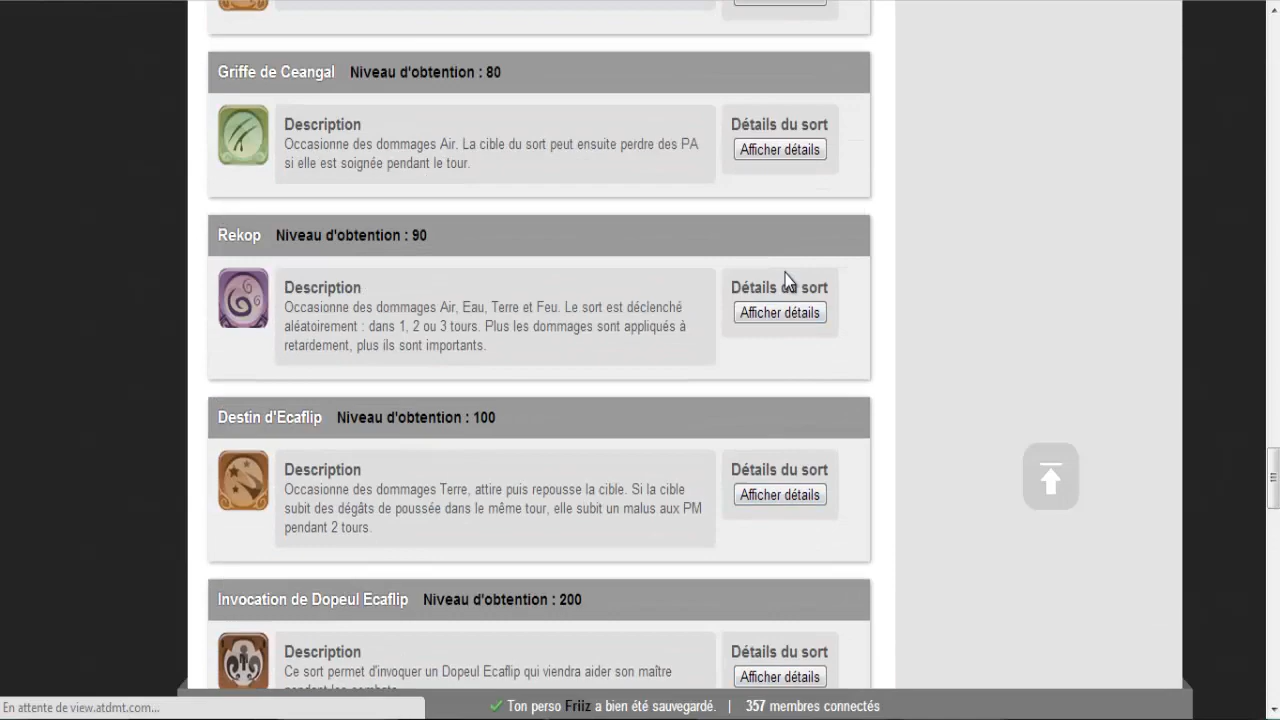 Griffe de Ceangal Niveau d'obtention : 80
Description
Occasionne des dommages Air. La cible du sort peut ensuite perdre des PA
si elle est soignée pendant le tour.
Détails du sort
Afficher détails
Rekop Niveau d'obtention : 90
Description
Occasionne des dommages Air, Eau, Terre et Feu. Le sort est déclenché
aléatoirement : dans 1, 2 ou 3 tours. Plus les dommages sont appliqués à
retardement, plus ils sont importants.
Détails du sort
Afficher détails
Destin d'Ecaflip Niveau d'obtention : 100
Description
Occasionne des dommages Terre, attire puis repousse la cible. Si la cible
subit des dégâts de poussée dans le même tour, elle subit un malus aux PM
pendant 2 tours.
Détails du sort
Afficher détails
Invocation de Dopeul Ecaflip Niveau d'obtention : 200
Description
Ce sort permet d'invoquer un Dopeul Ecaflip qui viendra aider son maître
pendant les combats.
Détails du sort
Afficher détails
En attente de view.atdmt.com...
Ton perso Friiz a bien été sauvegardé. | 357 membres connectés